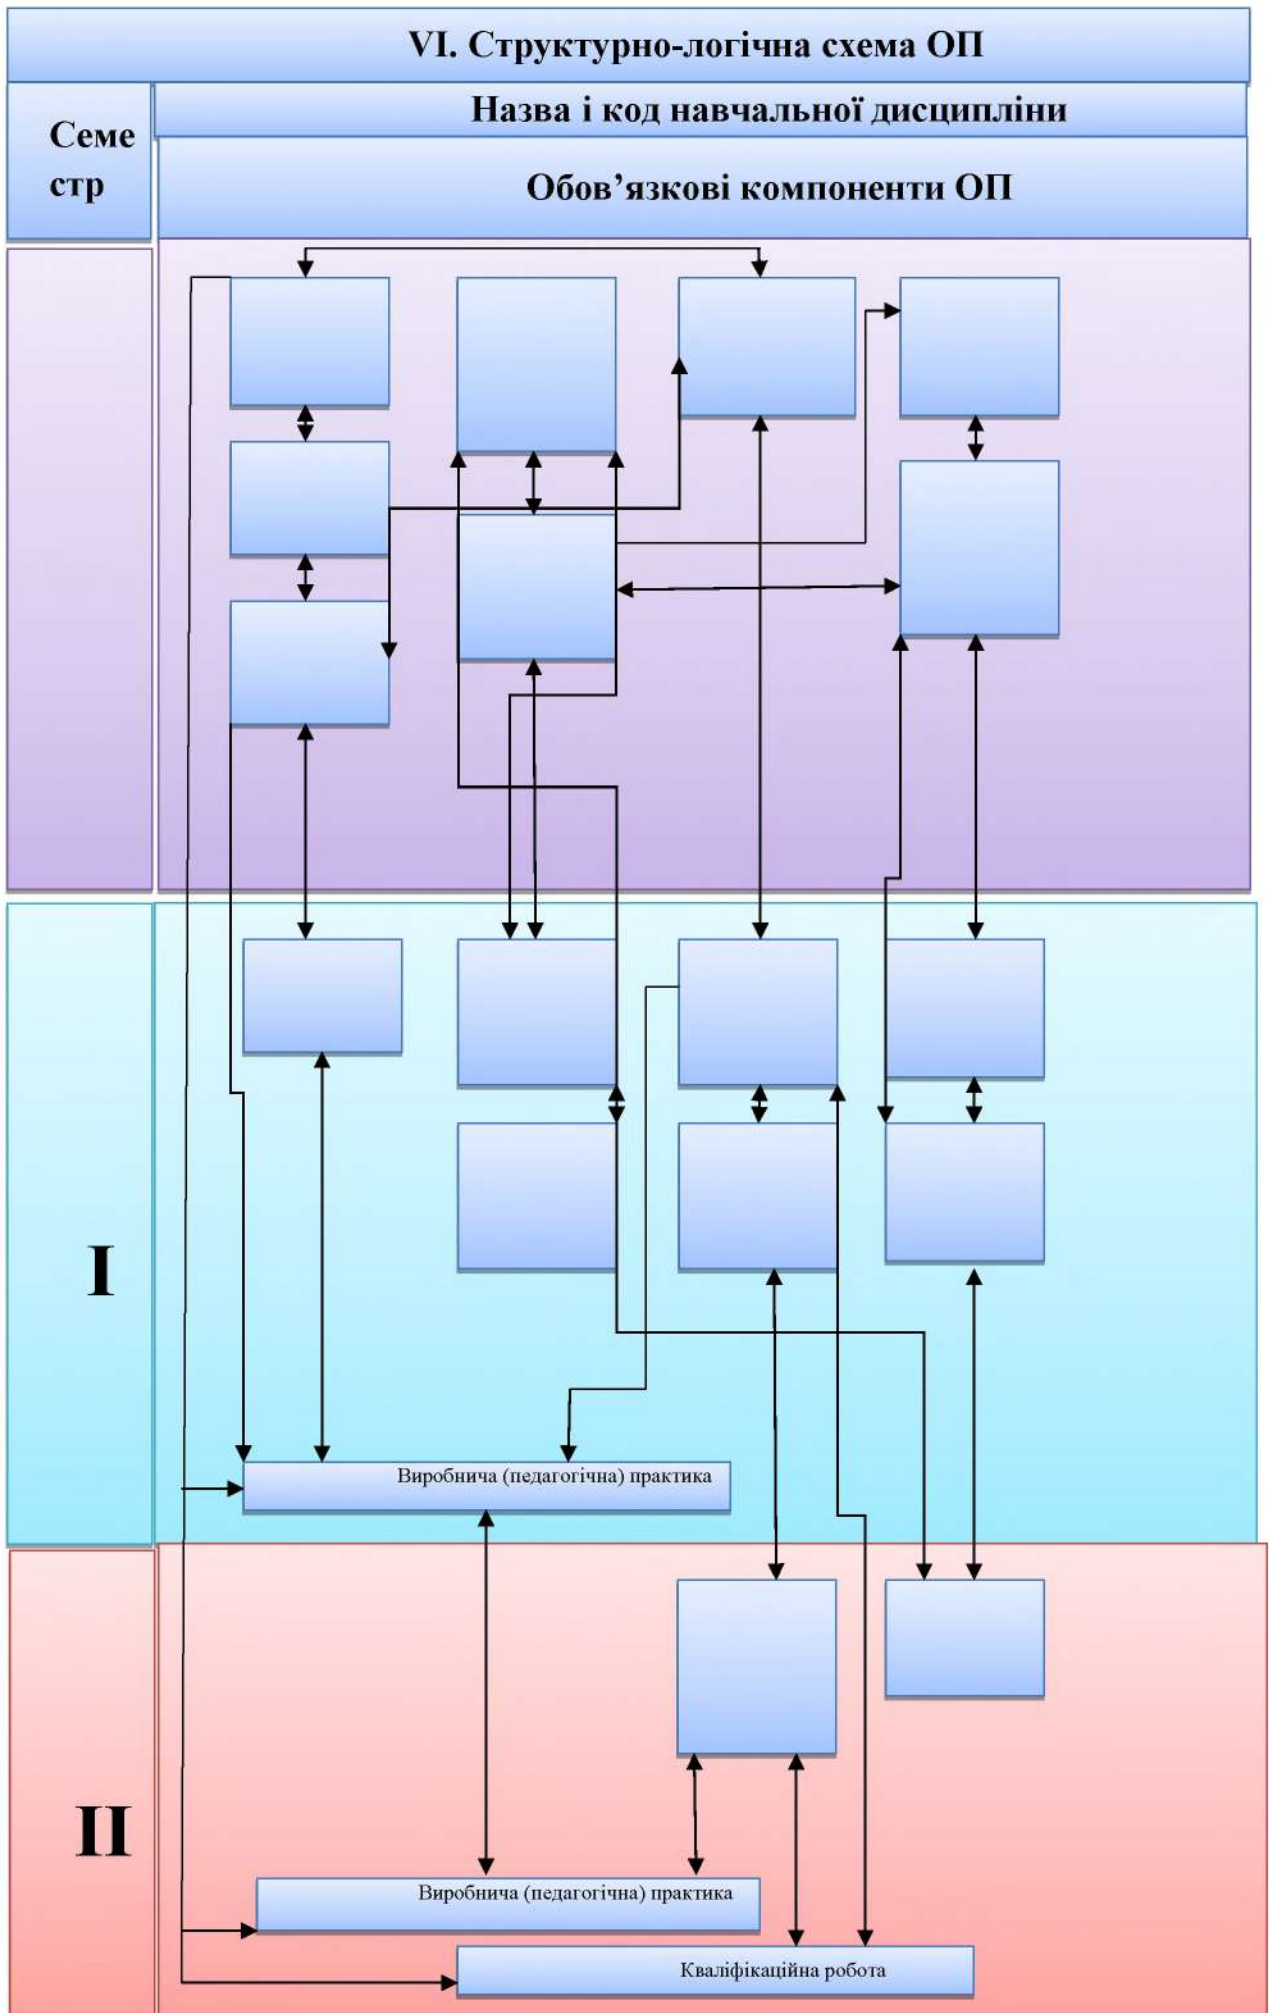 VI. Структурно-логічна схема ОП
Назва і код навчальної дисципліни
Семе
стр
Обов’язкові компоненти ОП
I
Виробнича (педагогічна) практика
II
Виробнича (педагогічна) практика
Кваліфікаційна робота